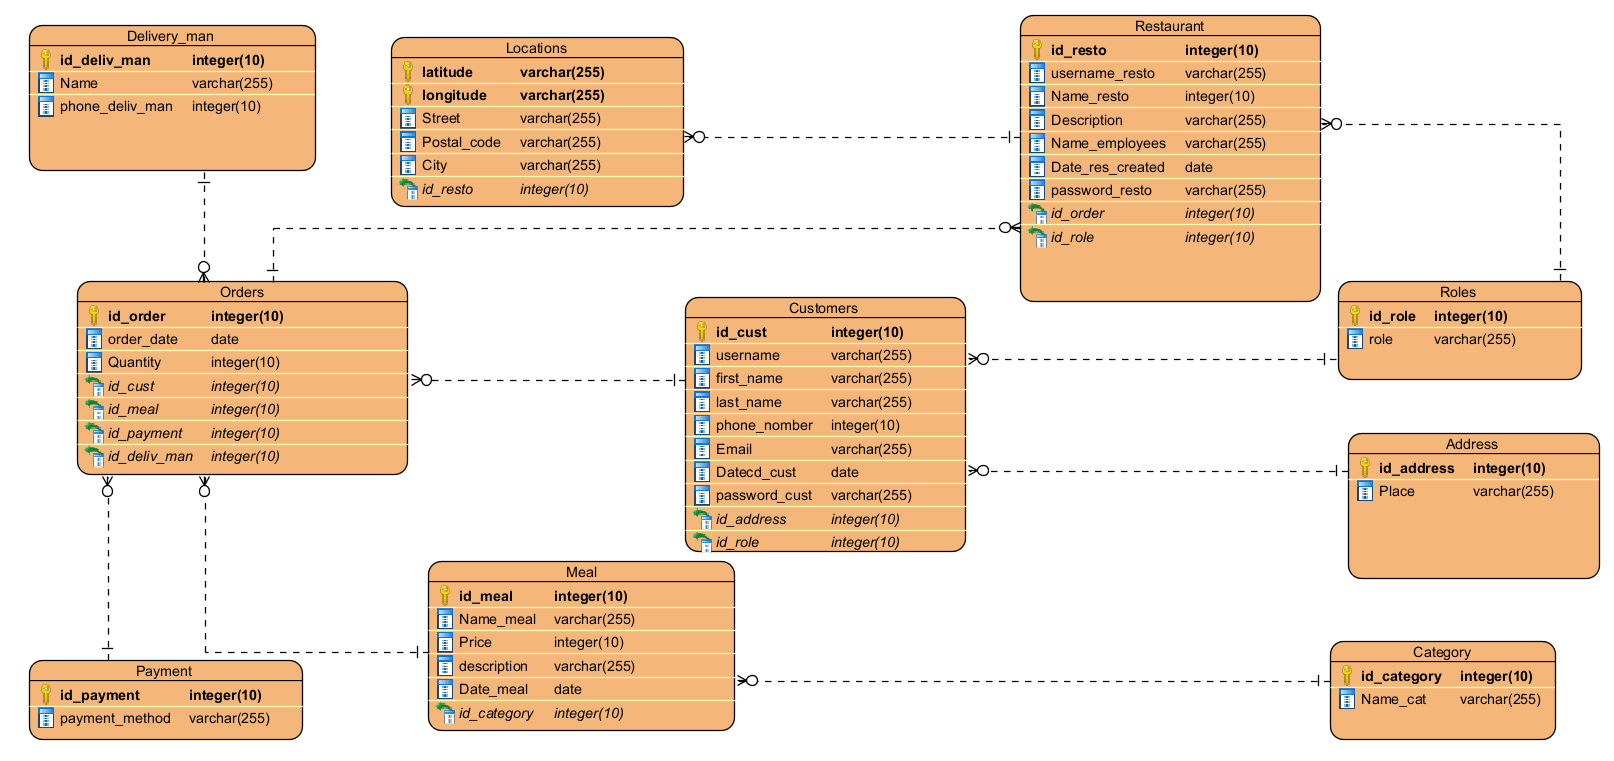 Delivery_man
id_deliv_man integer(10)
Name varchar(255)
phone_deliv_man integer(10)
Locations
latitude varchar(255)
longitude varchar(255)
Street varchar(255)
Postal_code varchar(255)
City varchar(255)
id_resto integer(10)
Restaurant
id_resto integer(10)
username_resto varchar(255)
Name_resto integer(10)
Description varchar(255)
Name_employees varchar(255)
Date_res_created date
password_resto varchar(255)
id_order integer(10)
id_role integer(10)
Orders
id_order integer(10)
order_date date
Quantity integer(10)
id_cust integer(10)
id_meal integer(10)
id_payment integer(10)
id_deliv_man integer(10)
Customers
id_cust integer(10)
username varchar(255)
first_name varchar(255)
last_name varchar(255)
phone_nomber integer(10)
Email varchar(255)
Datecd_cust date
password_cust varchar(255)
id_address integer(10)
id_role integer(10)
Roles
id_role integer(10)
role varchar(255)
Address
id_address integer(10)
Place varchar(255)
Meal
id_meal integer(10)
Name_meal varchar(255)
Price integer(10)
description varchar(255)
Date_meal date
id_category integer(10)
Payment
id_payment integer(10)
payment_method varchar(255)
Category
id_category integer(10)
Name_cat varchar(255)